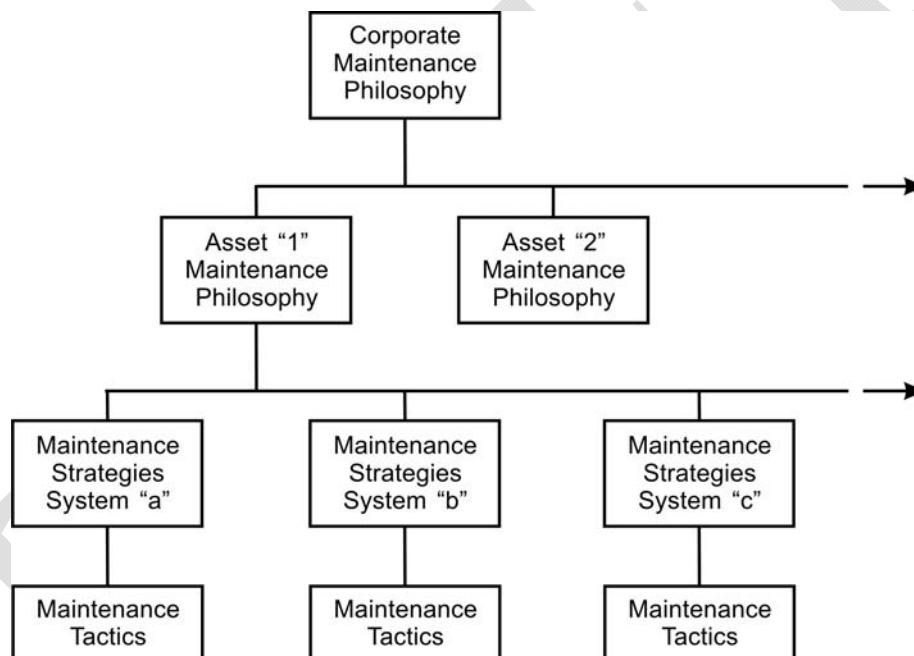 Corporate
Maintenance
Philosophy
Asset “1”
Maintenance
Philosophy
Asset “2”
Maintenance
Philosophy
Maintenance
Strategies
System “a”
Maintenance
Strategies
System “b”
Maintenance
Strategies
System “c”
Maintenance
Tactics
Maintenance
Tactics
Maintenance
Tactics